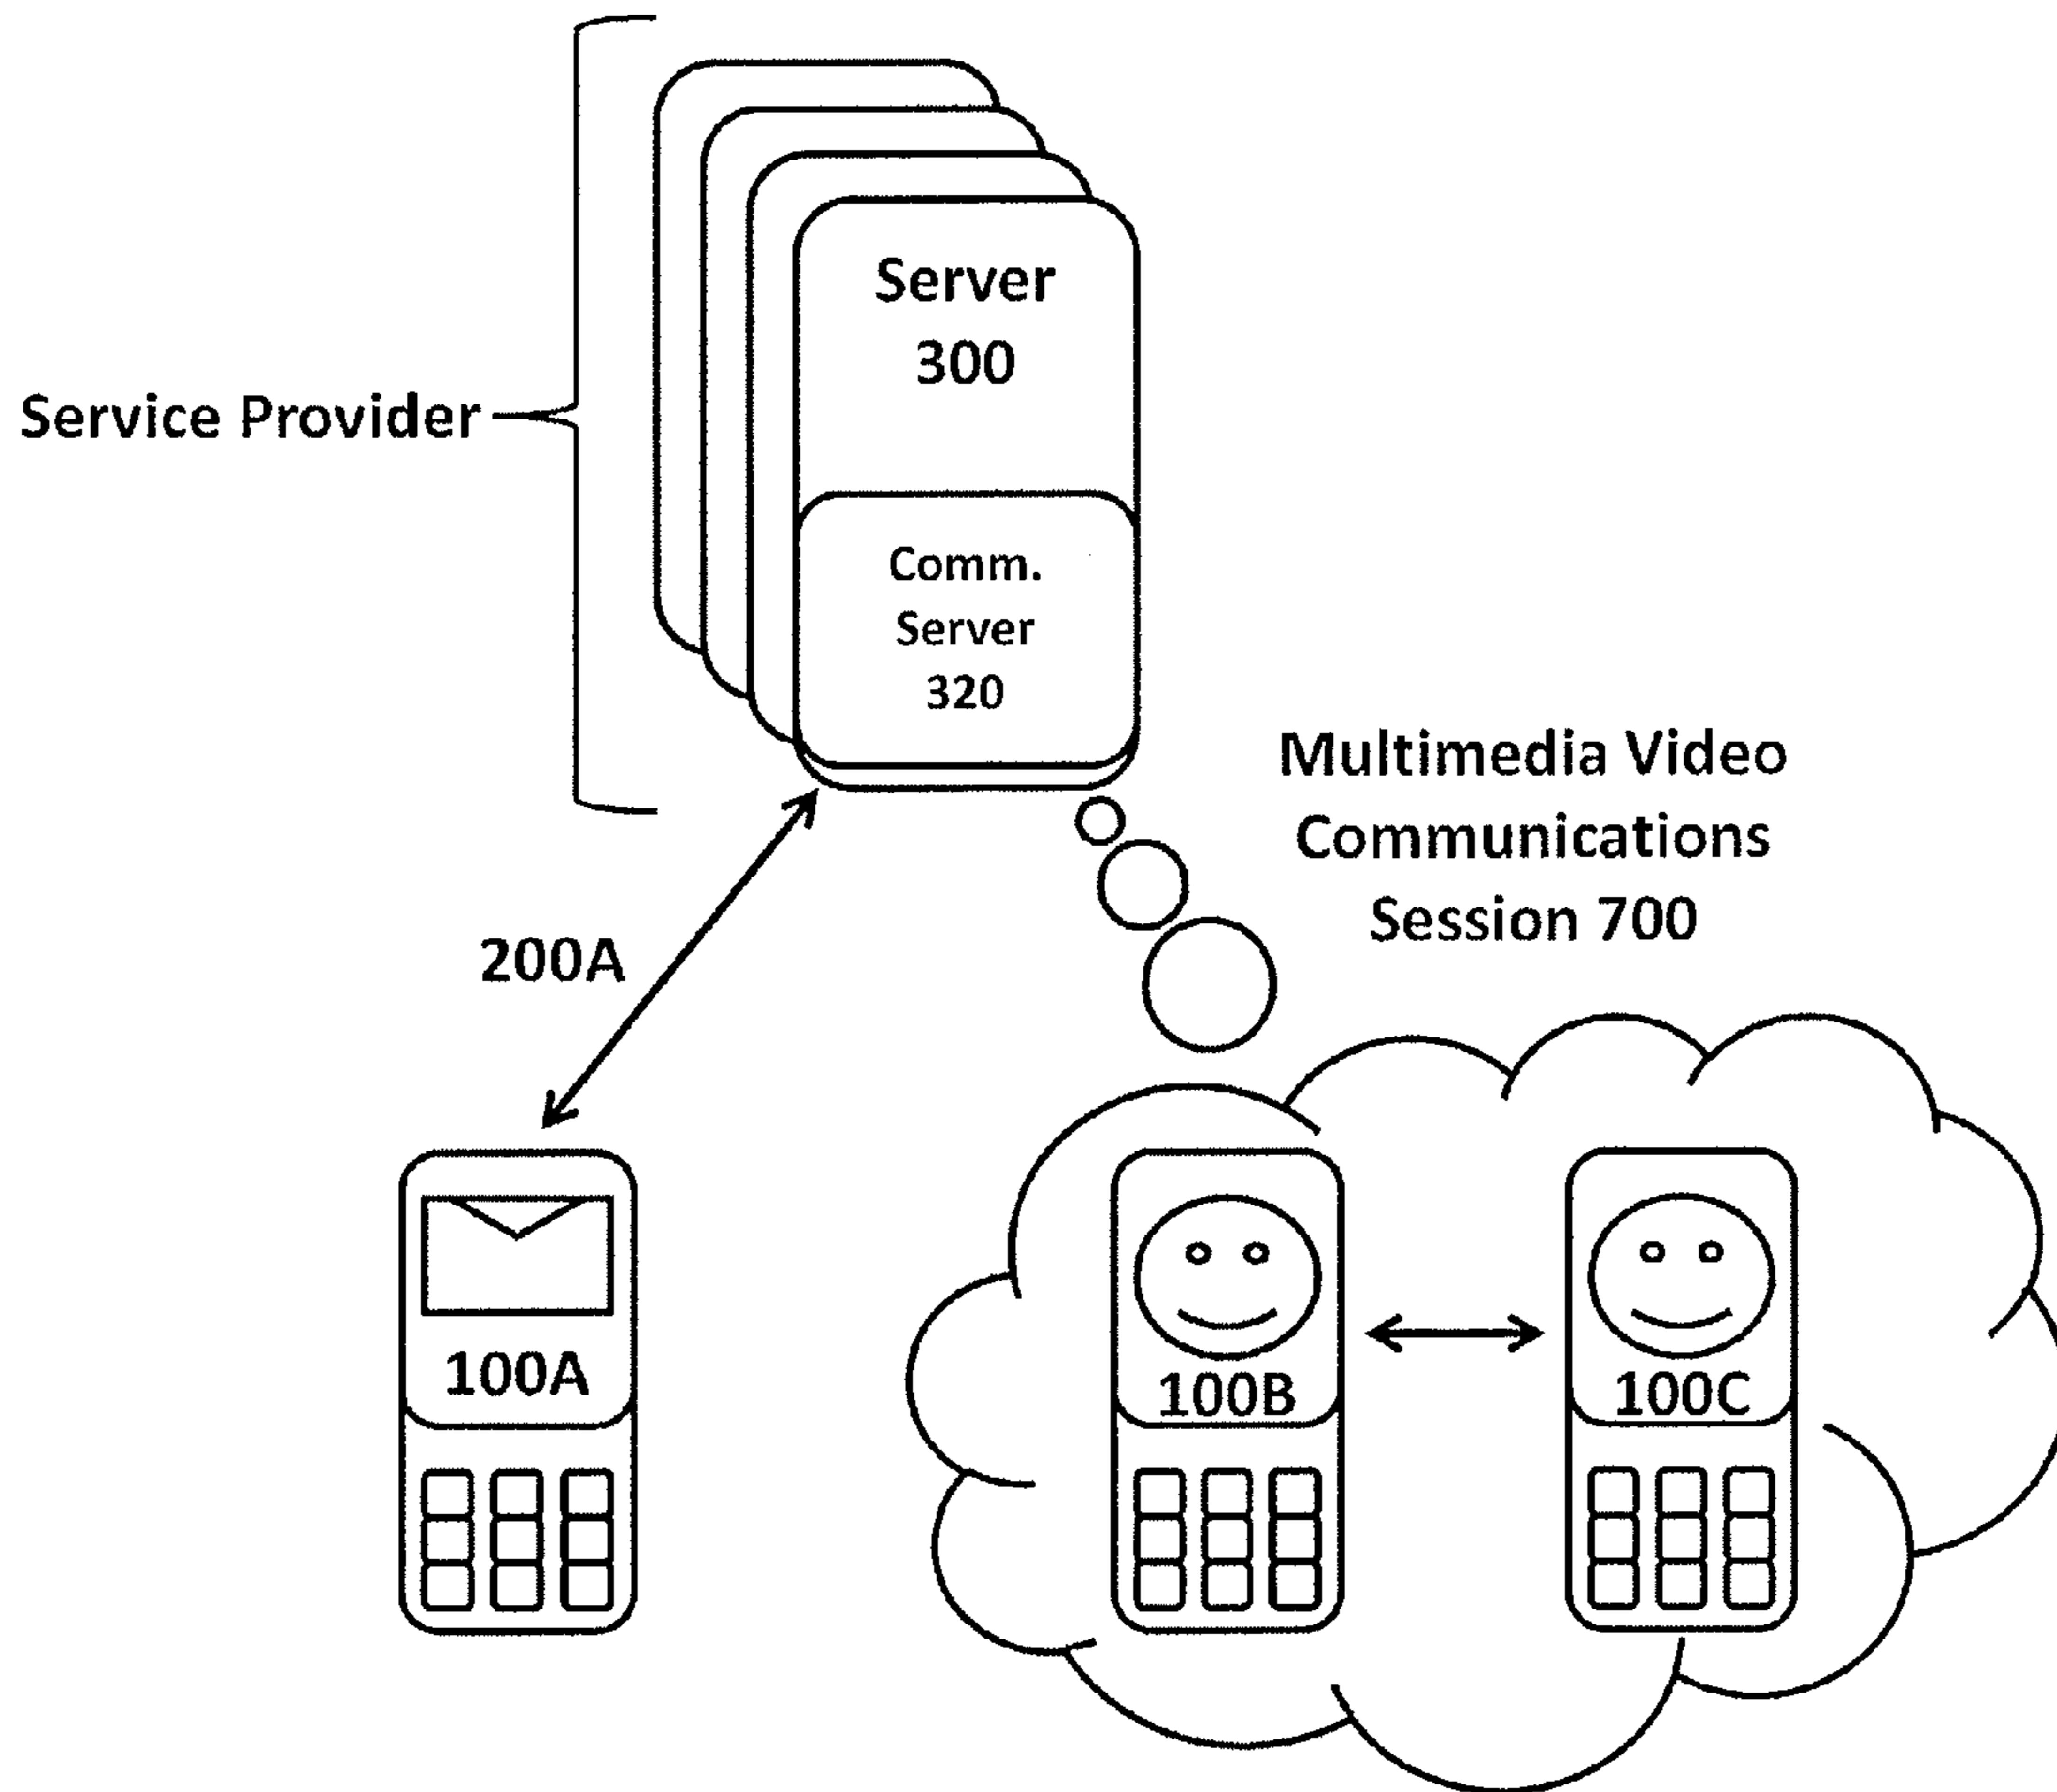 Server
300
Service Provider
Comm.
Server
320
Multimedia Video
Communications
Session 700
200A
100A
100B
100C